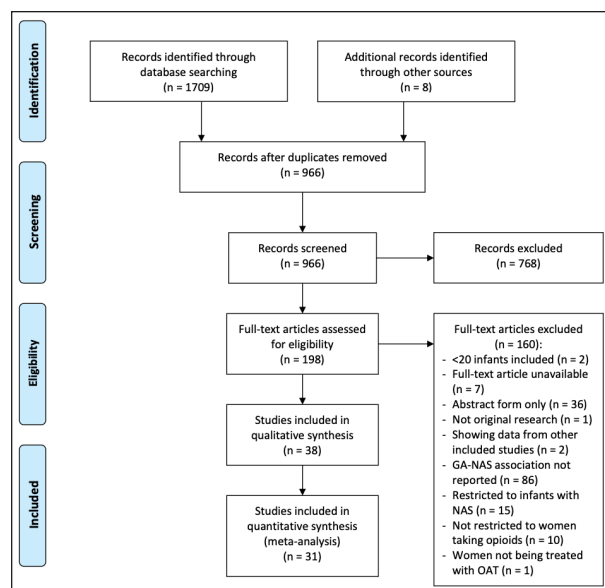 Identification
Records identified through
database searching
(n = 1709)
Additional records identified
through other sources
(n = 8)
Records after duplicates removed
(n = 966)
Screening
Records screened
(n = 966)
Records excluded
(n = 768)
Eligibility
Full-text articles assessed
for eligibility
(n = 198)
Full-text articles excluded
(n = 160):
- <20 infants included (n = 2)
- Full-text article unavailable
(n = 7)
- Abstract form only (n = 36)
- Not original research (n = 1)
- Showing data from other
included studies (n = 2)
- GA-NAS association not
reported (n = 86)
- Restricted to infants with
NAS (n = 15)
- Not restricted to women
taking opioids (n = 10)
- Women not being treated
with OAT (n = 1)
Studies included in
qualitative synthesis
(n = 38)
Included
Studies included in
quantitative synthesis
(meta-analysis)
(n = 31)